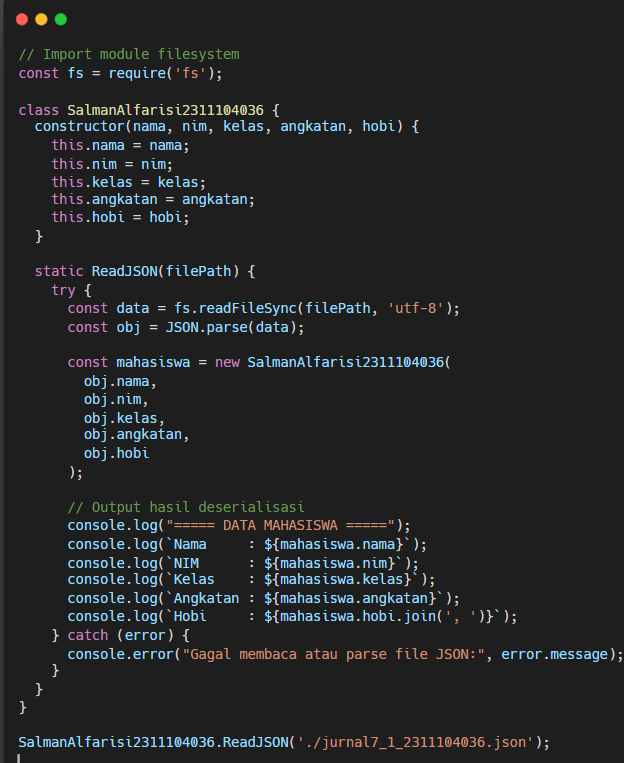 // Import module filesystem
const fs = require('fs');

class SalmanAlfarisi2311104036 {
  constructor(nama, nim, kelas, angkatan, hobi) {
    this.nama = nama;
    this.nim = nim;
    this.kelas = kelas;
    this.angkatan = angkatan;
    this.hobi = hobi;
  }

  static ReadJSON(filePath) {
    try {
      const data = fs.readFileSync(filePath, 'utf-8');
      const obj = JSON.parse(data);

      const mahasiswa = new SalmanAlfarisi2311104036(
        obj.nama,
        obj.nim,
        obj.kelas,
        obj.angkatan,
        obj.hobi
      );

      // Output hasil deserialisasi
      console.log("===== DATA MAHASISWA =====");
      console.log(`Nama     : ${mahasiswa.nama}`);
      console.log(`NIM      : ${mahasiswa.nim}`);
      console.log(`Kelas    : ${mahasiswa.kelas}`);
      console.log(`Angkatan : ${mahasiswa.angkatan}`);
      console.log(`Hobi     : ${mahasiswa.hobi.join(', ')}`);
    } catch (error) {
      console.error("Gagal membaca atau parse file JSON:", error.message);
    }
  }
}

SalmanAlfarisi2311104036.ReadJSON('./jurnal7_1_2311104036.json');